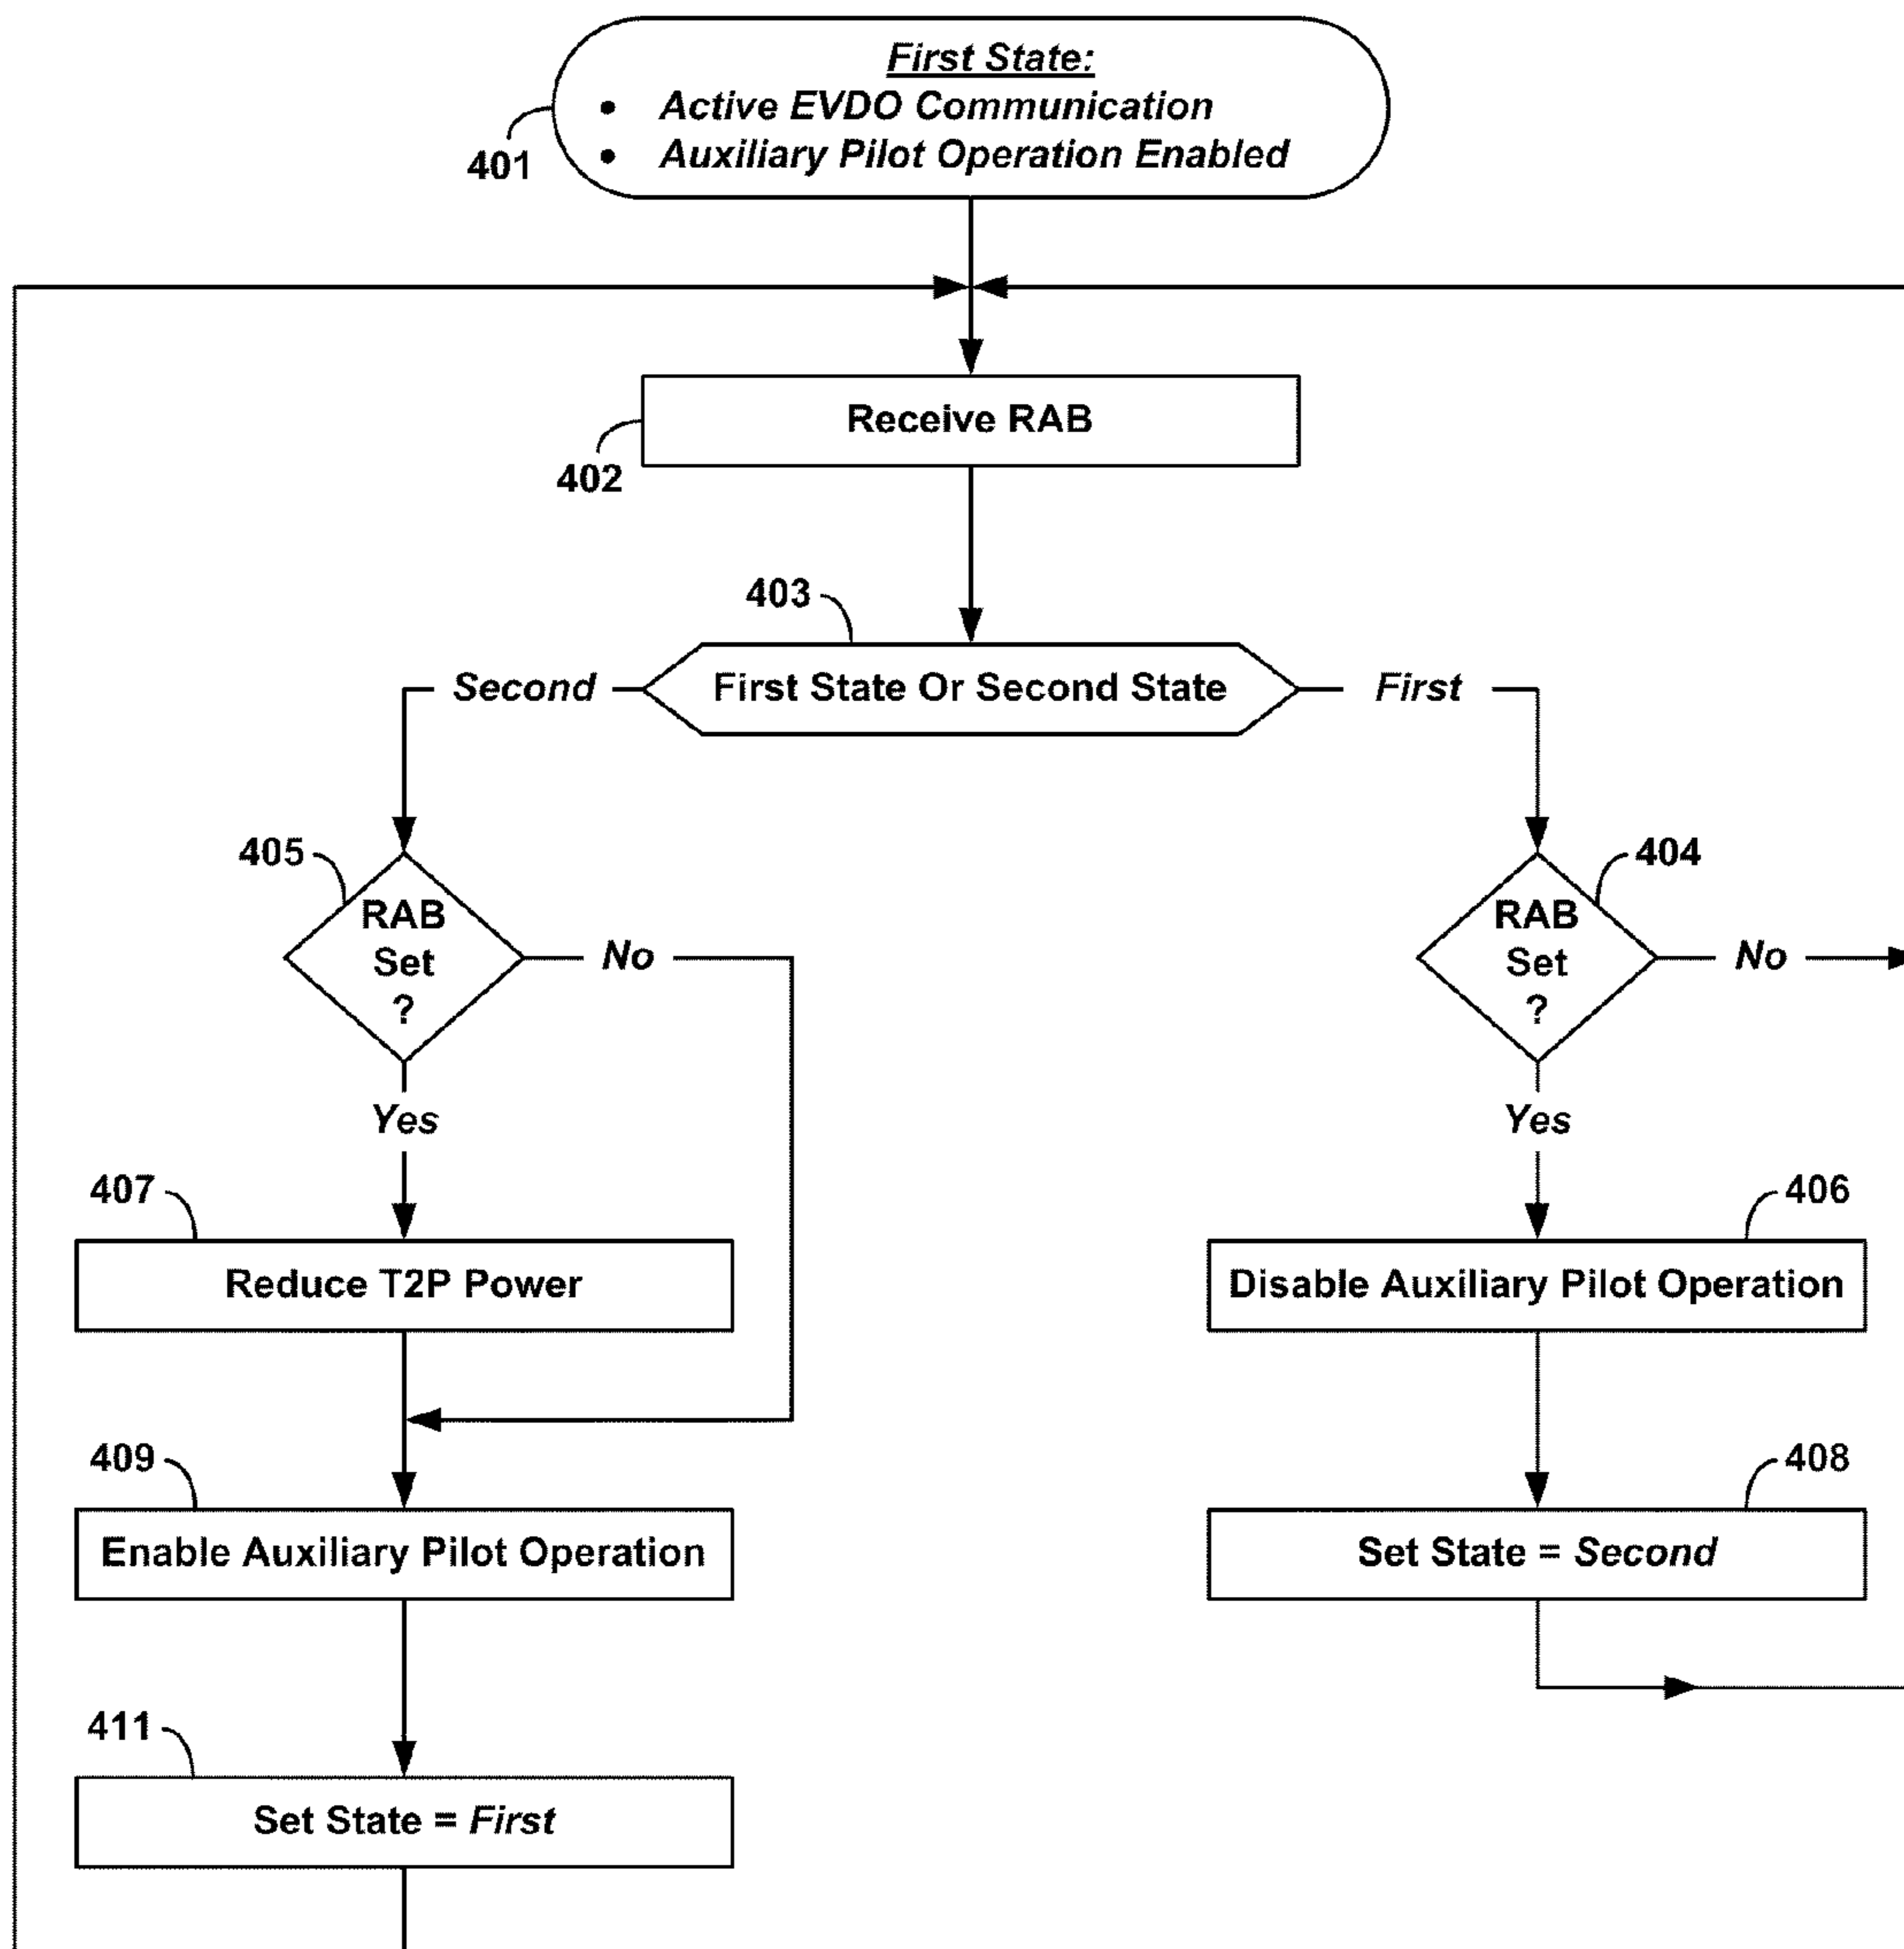 First State:
• Active EVDO Communication
• Auxiliary Pilot Operation Enabled
401
Receive RAB
402
403
Second
First State Or Second State
First
405
404
RAB
Set
?
No
RAB
Set
?
No
Yes
Yes
407
406
Reduce T2P Power
Disable Auxiliary Pilot Operation
409
408
Enable Auxiliary Pilot Operation
Set State = Second
411
Set State = First